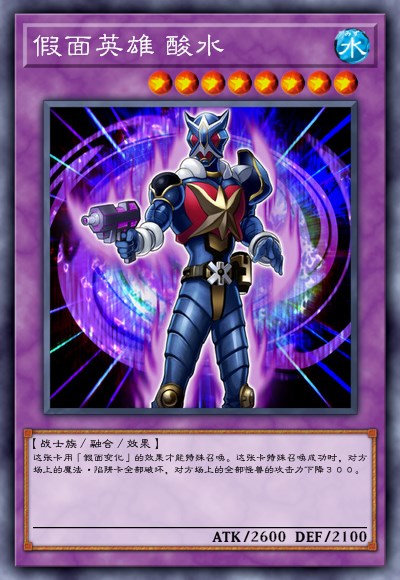 假面英雄 酸水
水
【战士族/融合/效果】
这张卡用「假面变化」的效果才能特殊召唤。这张卡特殊召唤成功时，对方
场上的魔法·陷阱卡全部破坏，对方场上的全部怪兽的攻击力下降３００。
ATK/2600 DEF/2100